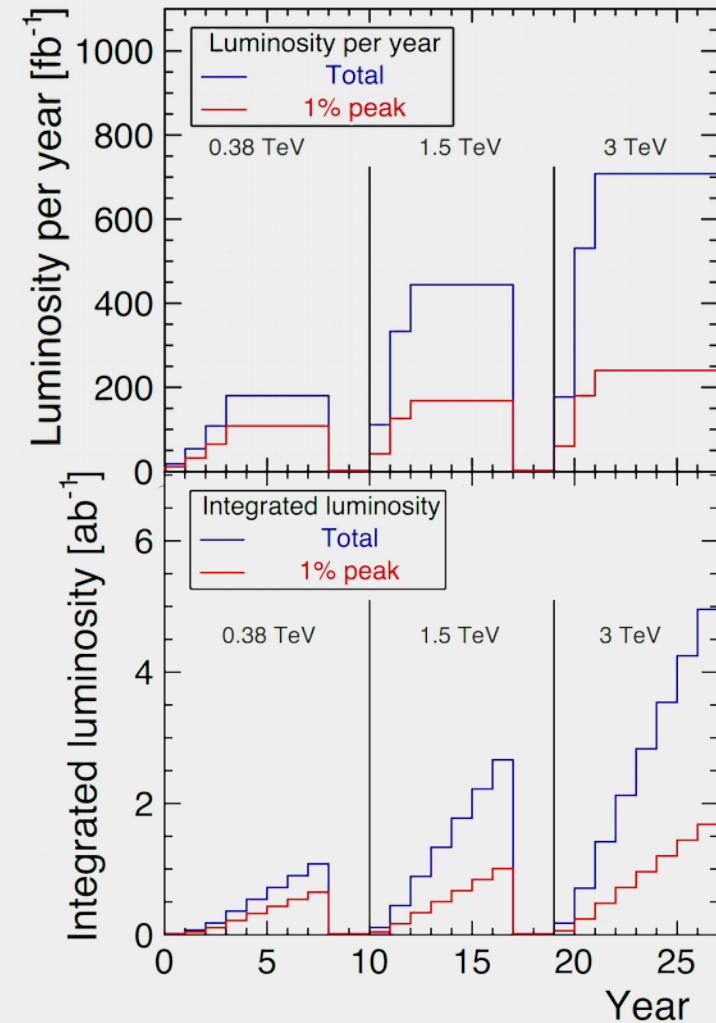 Luminosity per year [fb⁻¹]
1000
800
600
400
200
0
Luminosity per year
Total
1% peak
0.38 TeV
1.5 TeV
3 TeV
Integrated luminosity [ab⁻¹]
6
4
2
0
Integrated luminosity
Total
1% peak
0.38 TeV
1.5 TeV
3 TeV
0 5 10 15 20 25
Year